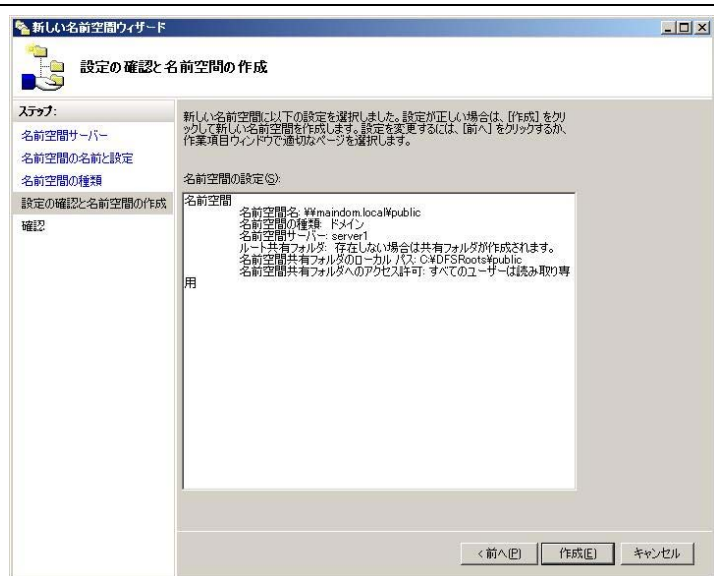 新しい名前空間ウィザード
設定の確認と名前空間の作成
ステップ:
名前空間サーバー
名前空間の名前と設定
名前空間の種類
設定の確認と名前空間の作成
確認
新しい名前空間に以下の設定を選択しました。設定が正しい場合は、[作成] をクリ
ックして新しい名前空間を作成します。設定を変更するには、[前へ] をクリックするか、
作業項目ウィンドウで適切なページを選択します。
名前空間の設定(S):
名前空間
名前空間名: ¥¥maindom.local¥public
名前空間の種類: ドメイン
名前空間サーバー: server1
ルート共有フォルダ: 存在しない場合は共有フォルダが作成されます。
名前空間共有フォルダのローカル パス: C:¥DFSRoots¥public
名前空間共有フォルダへのアクセス許可: すべてのユーザーは読み取り専
用
< 前へ(P)
作成(E)
キャンセル